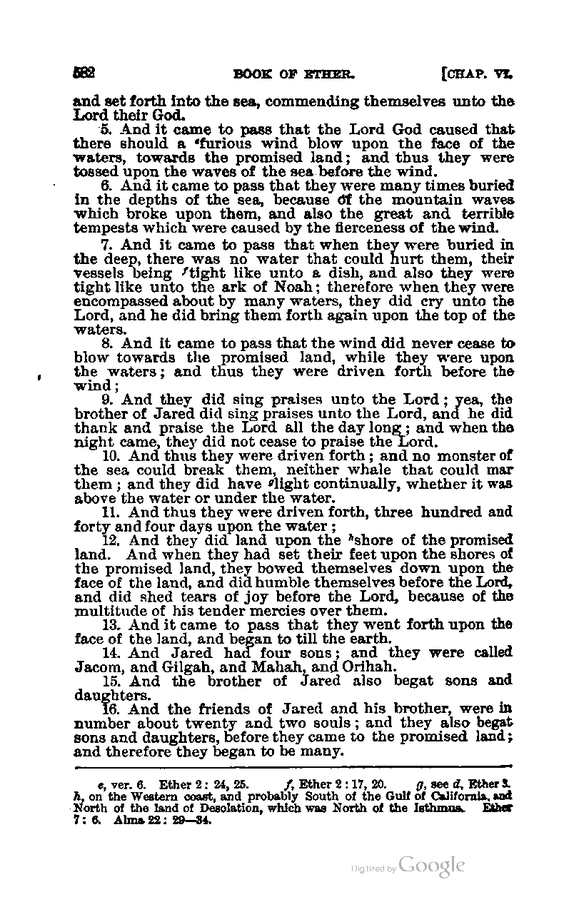 582 BOOK OF ETHER. [CHAP. VI.
and set forth into the sea, commending themselves unto the
Lord their God.
5. And it came to pass that the Lord God caused that
there should a ᵉfurious wind blow upon the face of the
waters, towards the promised land; and thus they were
tossed upon the waves of the sea before the wind.
6. And it came to pass that they were many times buried
in the depths of the sea, because of the mountain waves
which broke upon them, and also the great and terrible
tempests which were caused by the fierceness of the wind.
7. And it came to pass that when they were buried in
the deep, there was no water that could hurt them, their
vessels being ᶠtight like unto a dish, and also they were
tight like unto the ark of Noah; therefore when they were
encompassed about by many waters, they did cry unto the
Lord, and he did bring them forth again upon the top of the
waters.
8. And it came to pass that the wind did never cease to
blow towards the promised land, while they were upon
the waters; and thus they were driven forth before the
wind;
9. And they did sing praises unto the Lord; yea, the
brother of Jared did sing praises unto the Lord, and he did
thank and praise the Lord all the day long; and when the
night came, they did not cease to praise the Lord.
10. And thus they were driven forth; and no monster of
the sea could break them, neither whale that could mar
them; and they did have ᵍlight continually, whether it was
above the water or under the water.
11. And thus they were driven forth, three hundred and
forty and four days upon the water;
12. And they did land upon the ʰshore of the promised
land. And when they had set their feet upon the shores of
the promised land, they bowed themselves down upon the
face of the land, and did humble themselves before the Lord,
and did shed tears of joy before the Lord, because of the
multitude of his tender mercies over them.
13. And it came to pass that they went forth upon the
face of the land, and began to till the earth.
14. And Jared had four sons; and they were called
Jacom, and Gilgah, and Mahah, and Orihah.
15. And the brother of Jared also begat sons and
daughters.
16. And the friends of Jared and his brother, were in
number about twenty and two souls; and they also begat
sons and daughters, before they came to the promised land;
and therefore they began to be many.
e, ver. 6. Ether 2: 24, 25. f, Ether 2: 17, 20. g, see d, Ether 3.
h, on the Western coast, and probably South of the Gulf of California, and
North of the land of Desolation, which was North of the Isthmus. Ether
7: 6. Alma 22: 29—34.
Digitized by Google